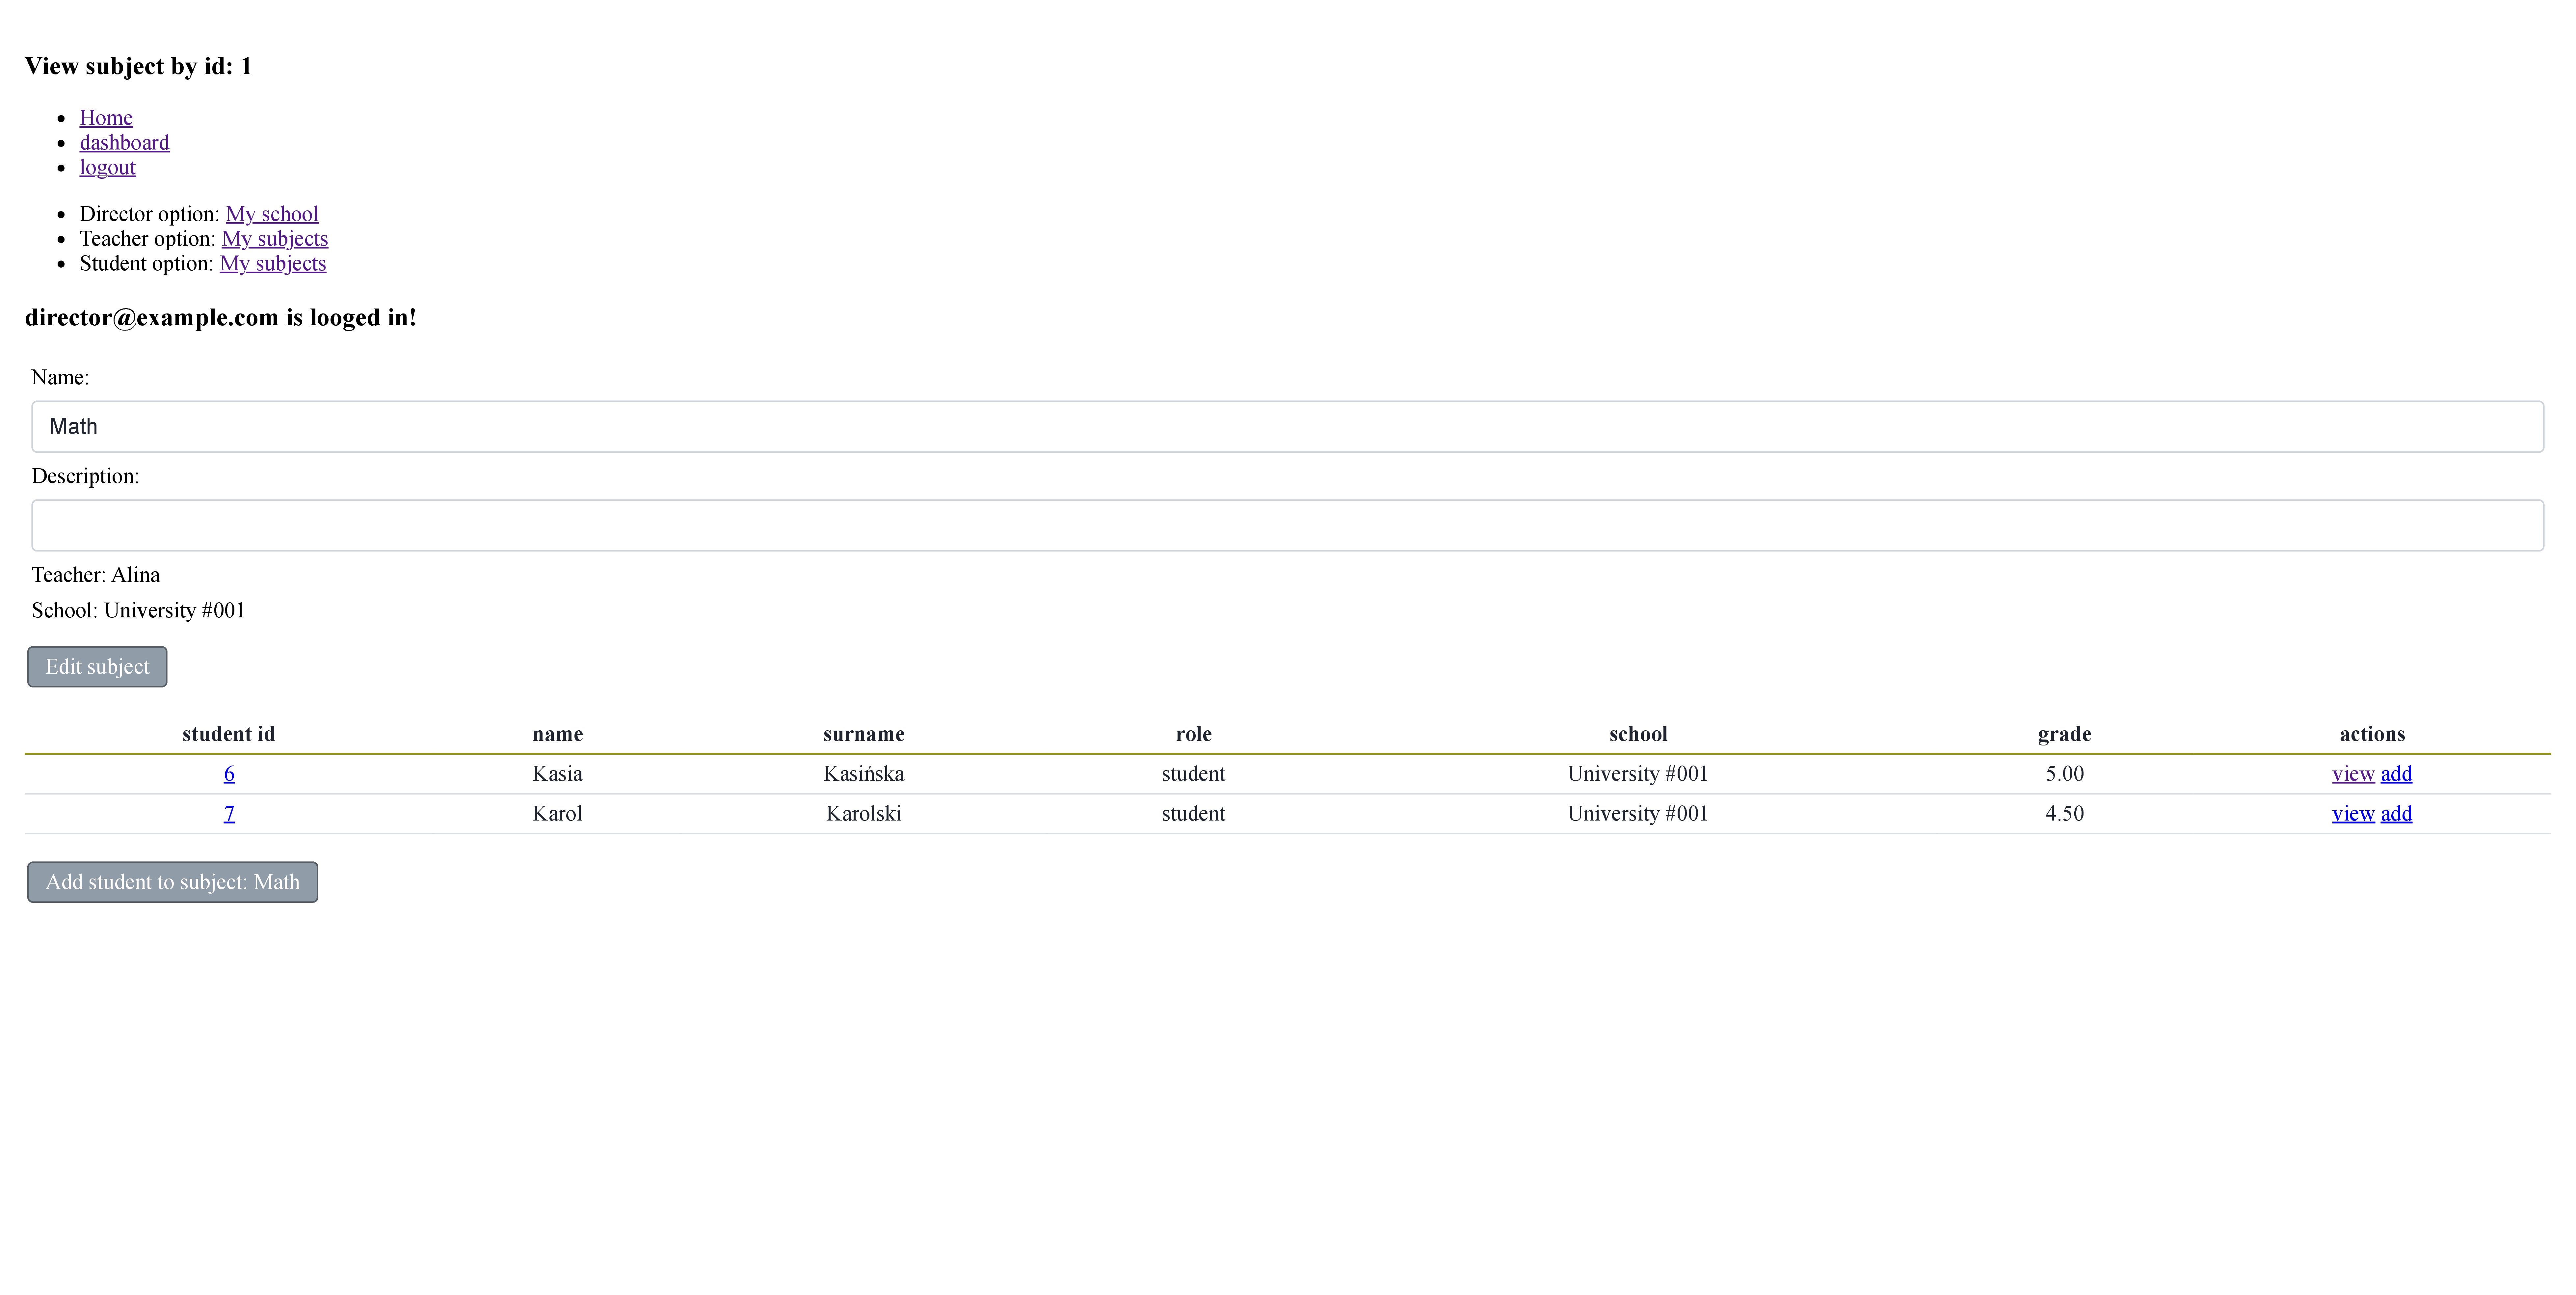 View subject by id: 1
Home
dashboard
logout
Director option: My school
Teacher option: My subjects
Student option: My subjects
director@example.com is looged in!
Name:
Math
Description:
Teacher: Alina
School: University #001
Edit subject
student id name surname role school grade actions
6 Kasia Kasińska student University #001 5.00 view add
7 Karol Karolski student University #001 4.50 view add
Add student to subject: Math